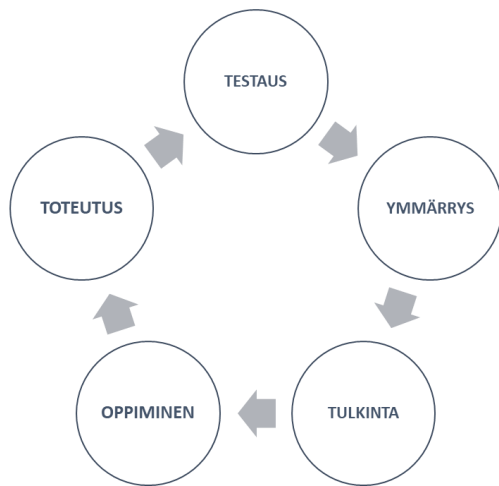 TESTAUS
YMMÄRRYS
TULKINTA
OPPIMINEN
TOTEUTUS